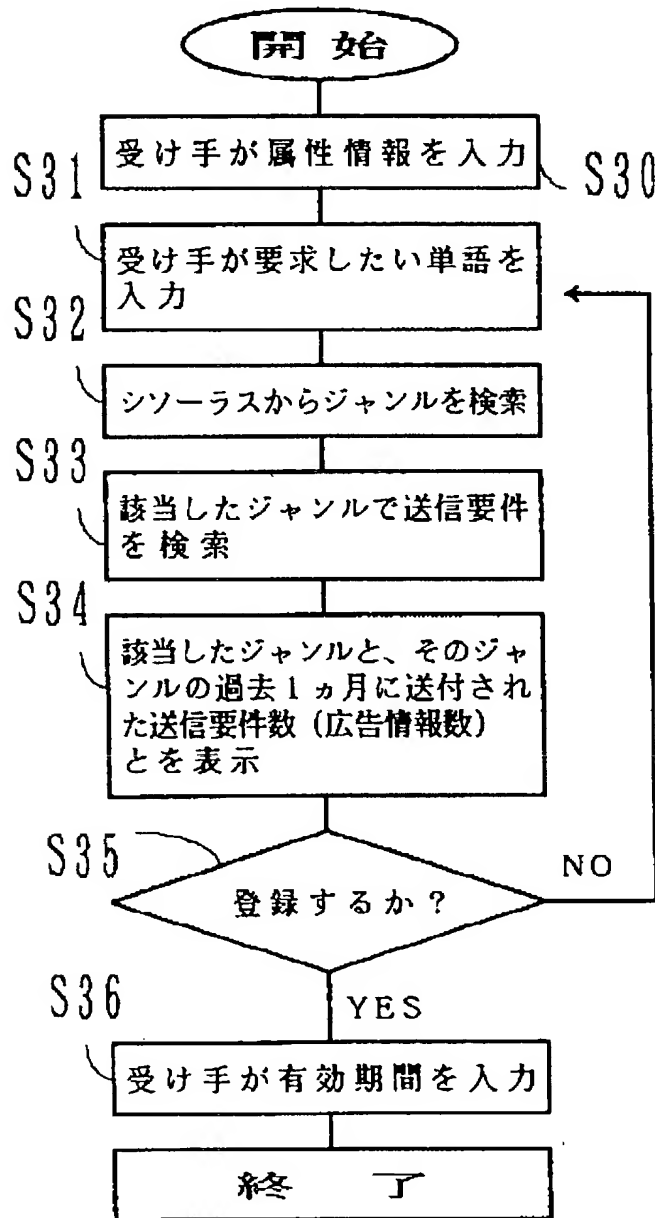 開始
受け手が属性情報を入力
S30
S31
受け手が要求したい単語を
入力
S32
シソーラスからジャンルを検索
S33
該当したジャンルで送信要件
を検索
S34
該当したジャンルと、そのジャ
ンルの過去1ヵ月に送付され
た送信要件数（広告情報数）
とを表示
S35
登録するか？
NO
YES
S36
受け手が有効期間を入力
終了